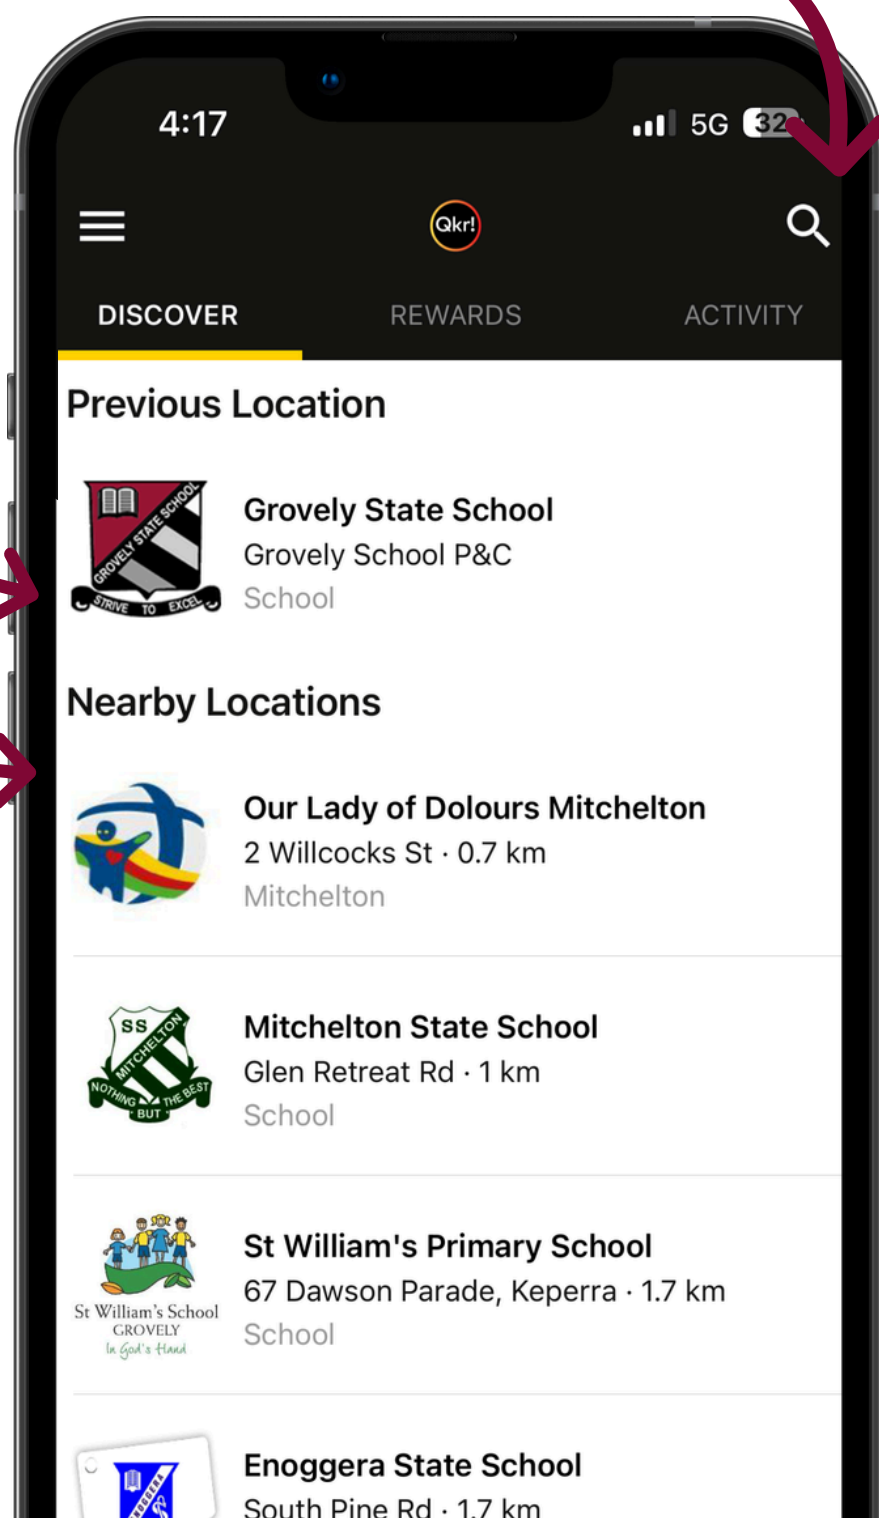 4:17
5G 32
Qkr!
DISCOVER REWARDS ACTIVITY
Previous Location
GROVELY STATE SCHOOL
STRIVE TO EXCEL
Grovely State School
Grovely School P&C
School
Nearby Locations
Our Lady of Dolours Mitchelton
2 Willcocks St · 0.7 km
Mitchelton
SS
MITCHELTON
NOTHING BUT THE BEST
Mitchelton State School
Glen Retreat Rd · 1 km
School
St William's School
GROVELY
In God's Hand
St William's Primary School
67 Dawson Parade, Keperra · 1.7 km
School
ENOGGERA
Enoggera State School
South Pine Rd · 1.7 km